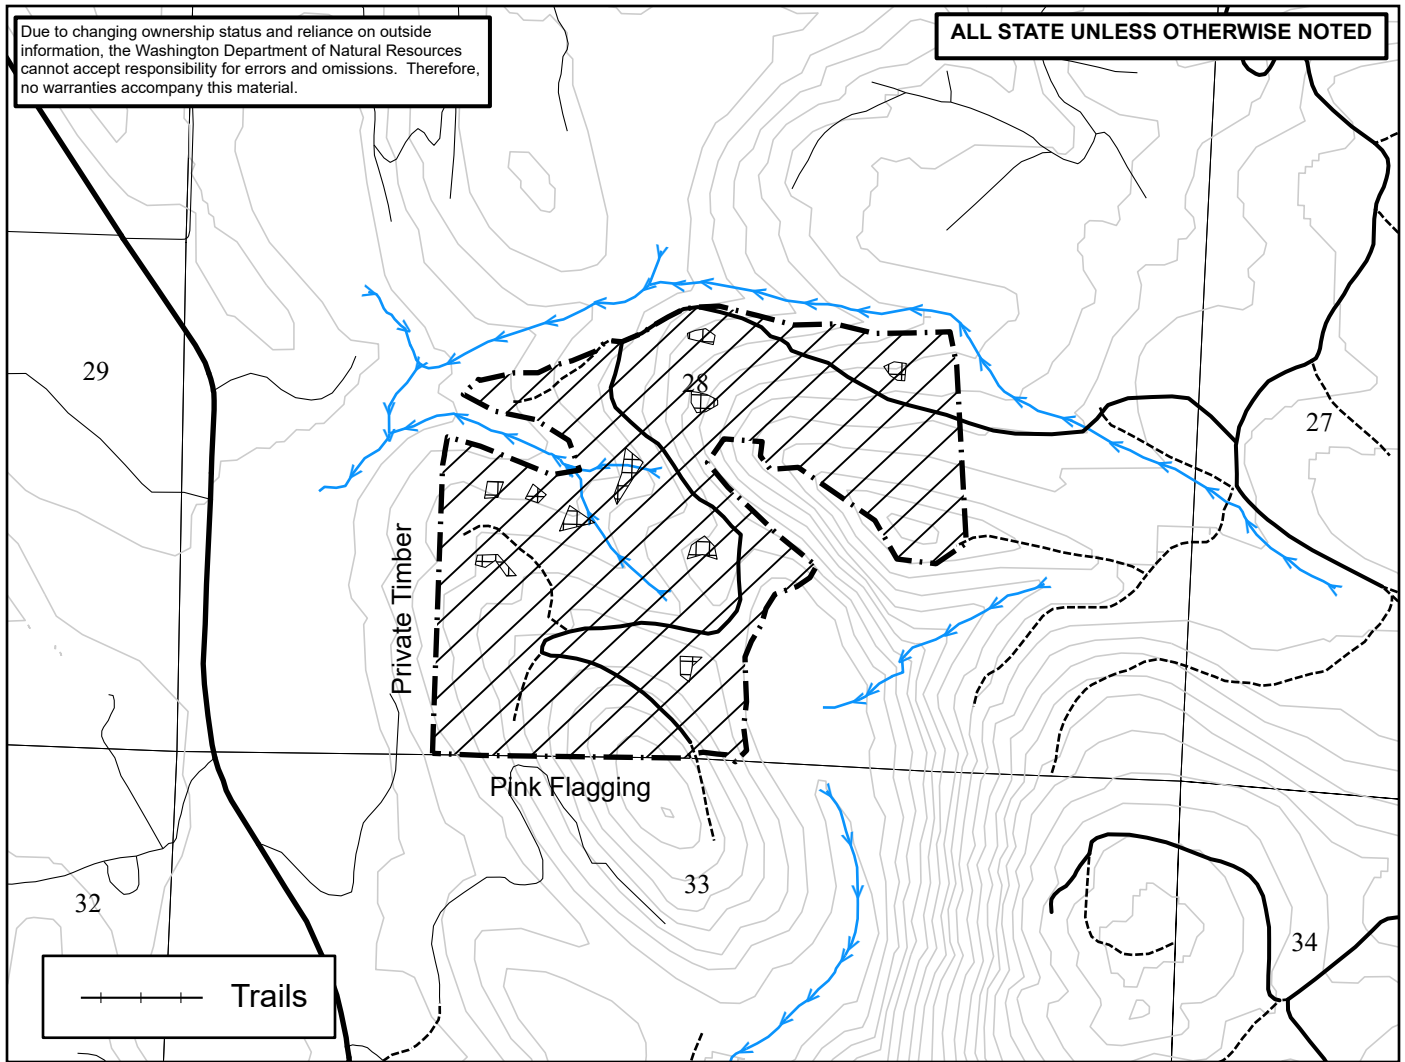 Due to changing ownership status and reliance on outside
information, the Washington Department of Natural Resources
cannot accept responsibility for errors and omissions. Therefore,
no warranties accompany this material.
ALL STATE UNLESS OTHERWISE NOTED
29
28
27
Private Timber
Pink Flagging
33
32
34
Trails